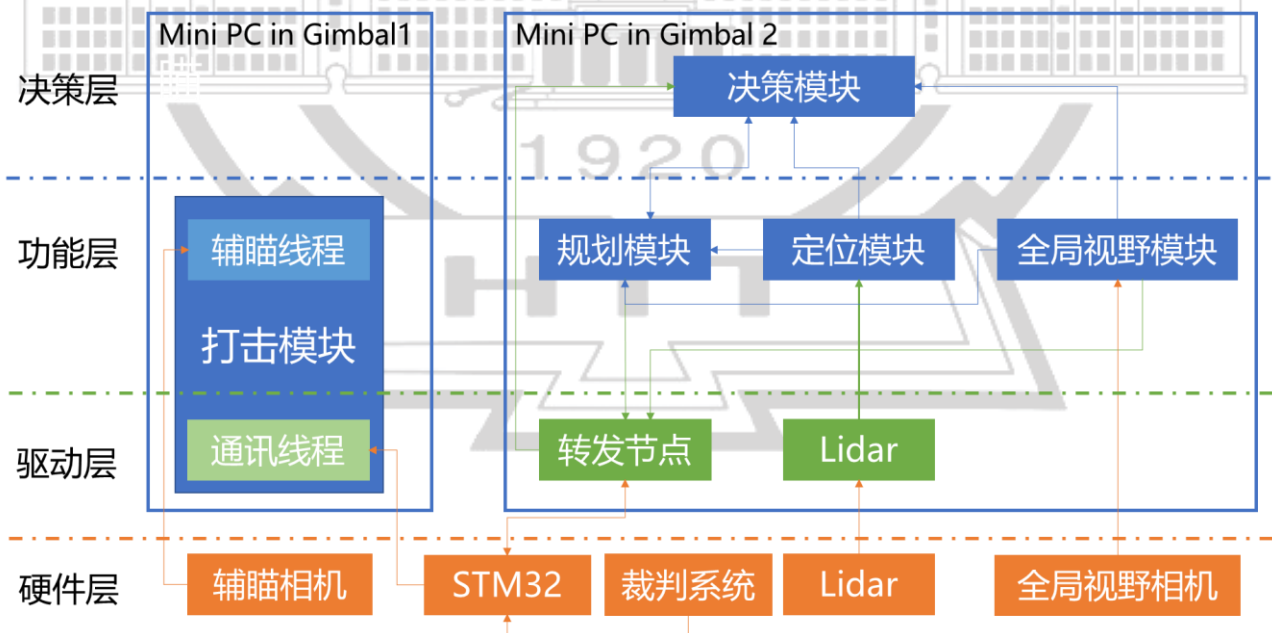 Mini PC in Gimbal1
Mini PC in Gimbal 2
决策层
瞄
决策模块
1920
功能层
辅瞄线程
打击模块
规划模块
定位模块
全局视野模块
HIT
驱动层
通讯线程
转发节点
Lidar
硬件层
辅瞄相机
STM32
裁判系统
Lidar
全局视野相机